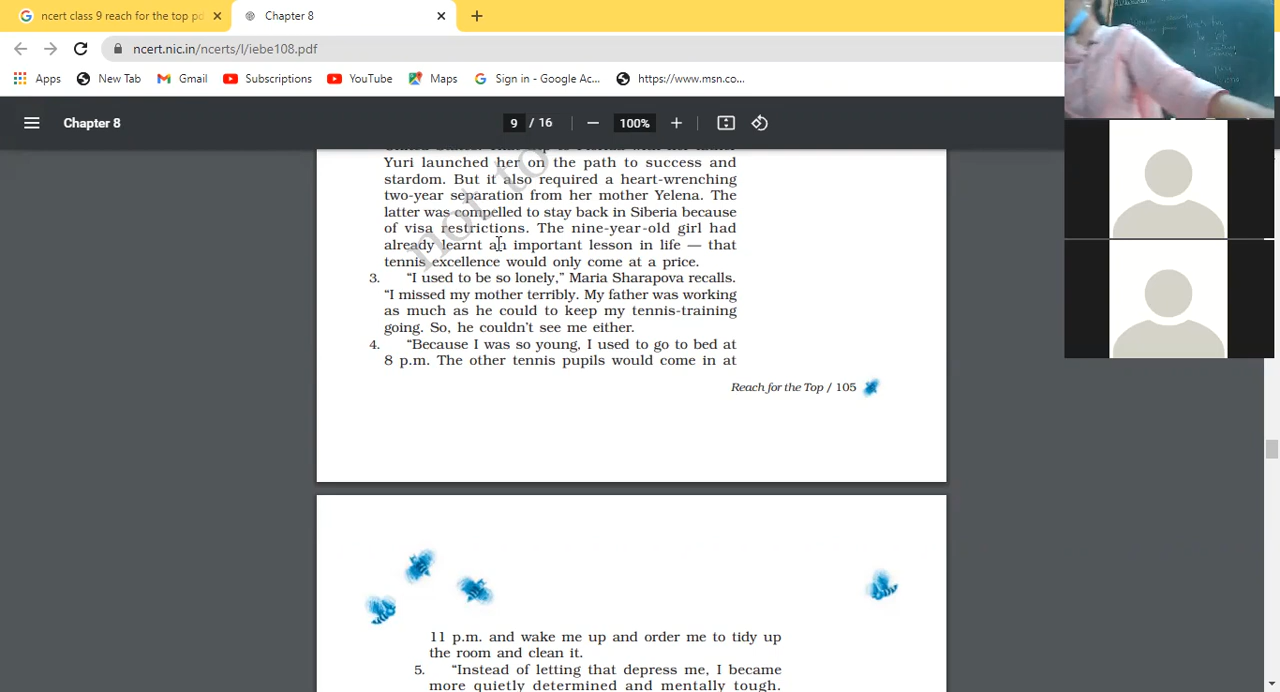 ncert class 9 reach for the top pd
Chapter 8
ncert.nic.in/ncerts/l/iebe108.pdf
Apps New Tab Gmail Subscriptions YouTube Maps Sign in - Google Ac... https://www.msn.co...
Chapter 8
9 / 16
100%
Yuri launched her on the path to success and
stardom. But it also required a heart-wrenching
two-year separation from her mother Yelena. The
latter was compelled to stay back in Siberia because
of visa restrictions. The nine-year-old girl had
already learnt an important lesson in life — that
tennis excellence would only come at a price.
3. “I used to be so lonely,” Maria Sharapova recalls.
“I missed my mother terribly. My father was working
as much as he could to keep my tennis-training
going. So, he couldn’t see me either.
4. “Because I was so young, I used to go to bed at
8 p.m. The other tennis pupils would come in at
Reach for the Top / 105
not to
11 p.m. and wake me up and order me to tidy up
the room and clean it.
5. “Instead of letting that depress me, I became
more quietly determined and mentally tough.